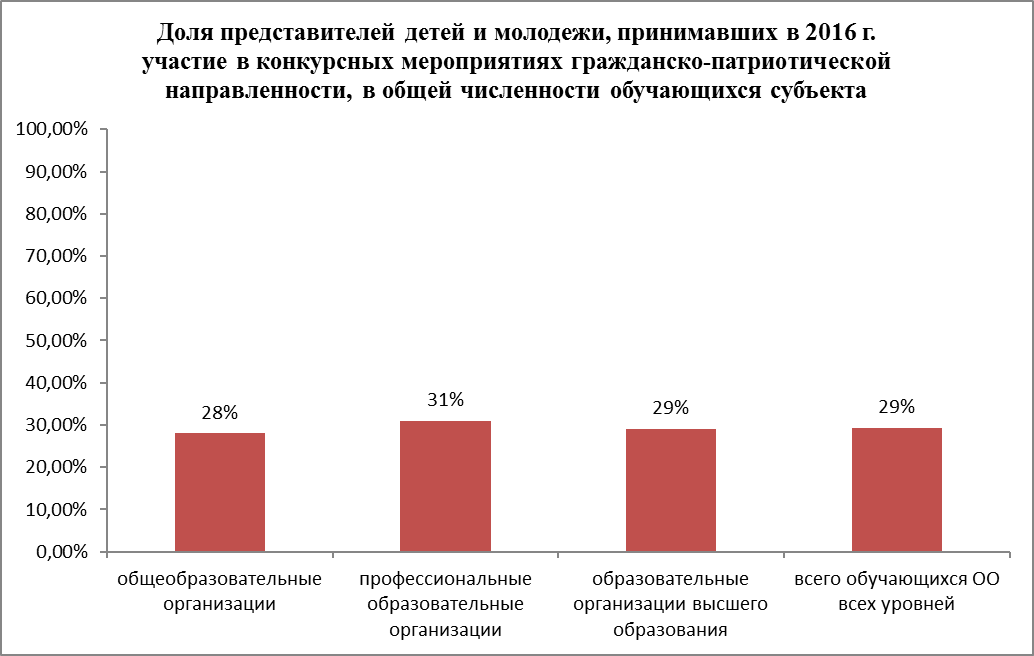 Доля представителей детей и молодежи, принимавших в 2016 г.
участие в конкурсных мероприятиях гражданско-патриотической
направленности, в общей численности обучающихся субъекта
100,00%
90,00%
80,00%
70,00%
60,00%
50,00%
40,00%
30,00%
20,00%
10,00%
0,00%
28%
31%
29%
29%
общеобразовательные
организации
профессиональные
образовательные
организации
образовательные
организации высшего
образования
всего обучающихся ОО
всех уровней